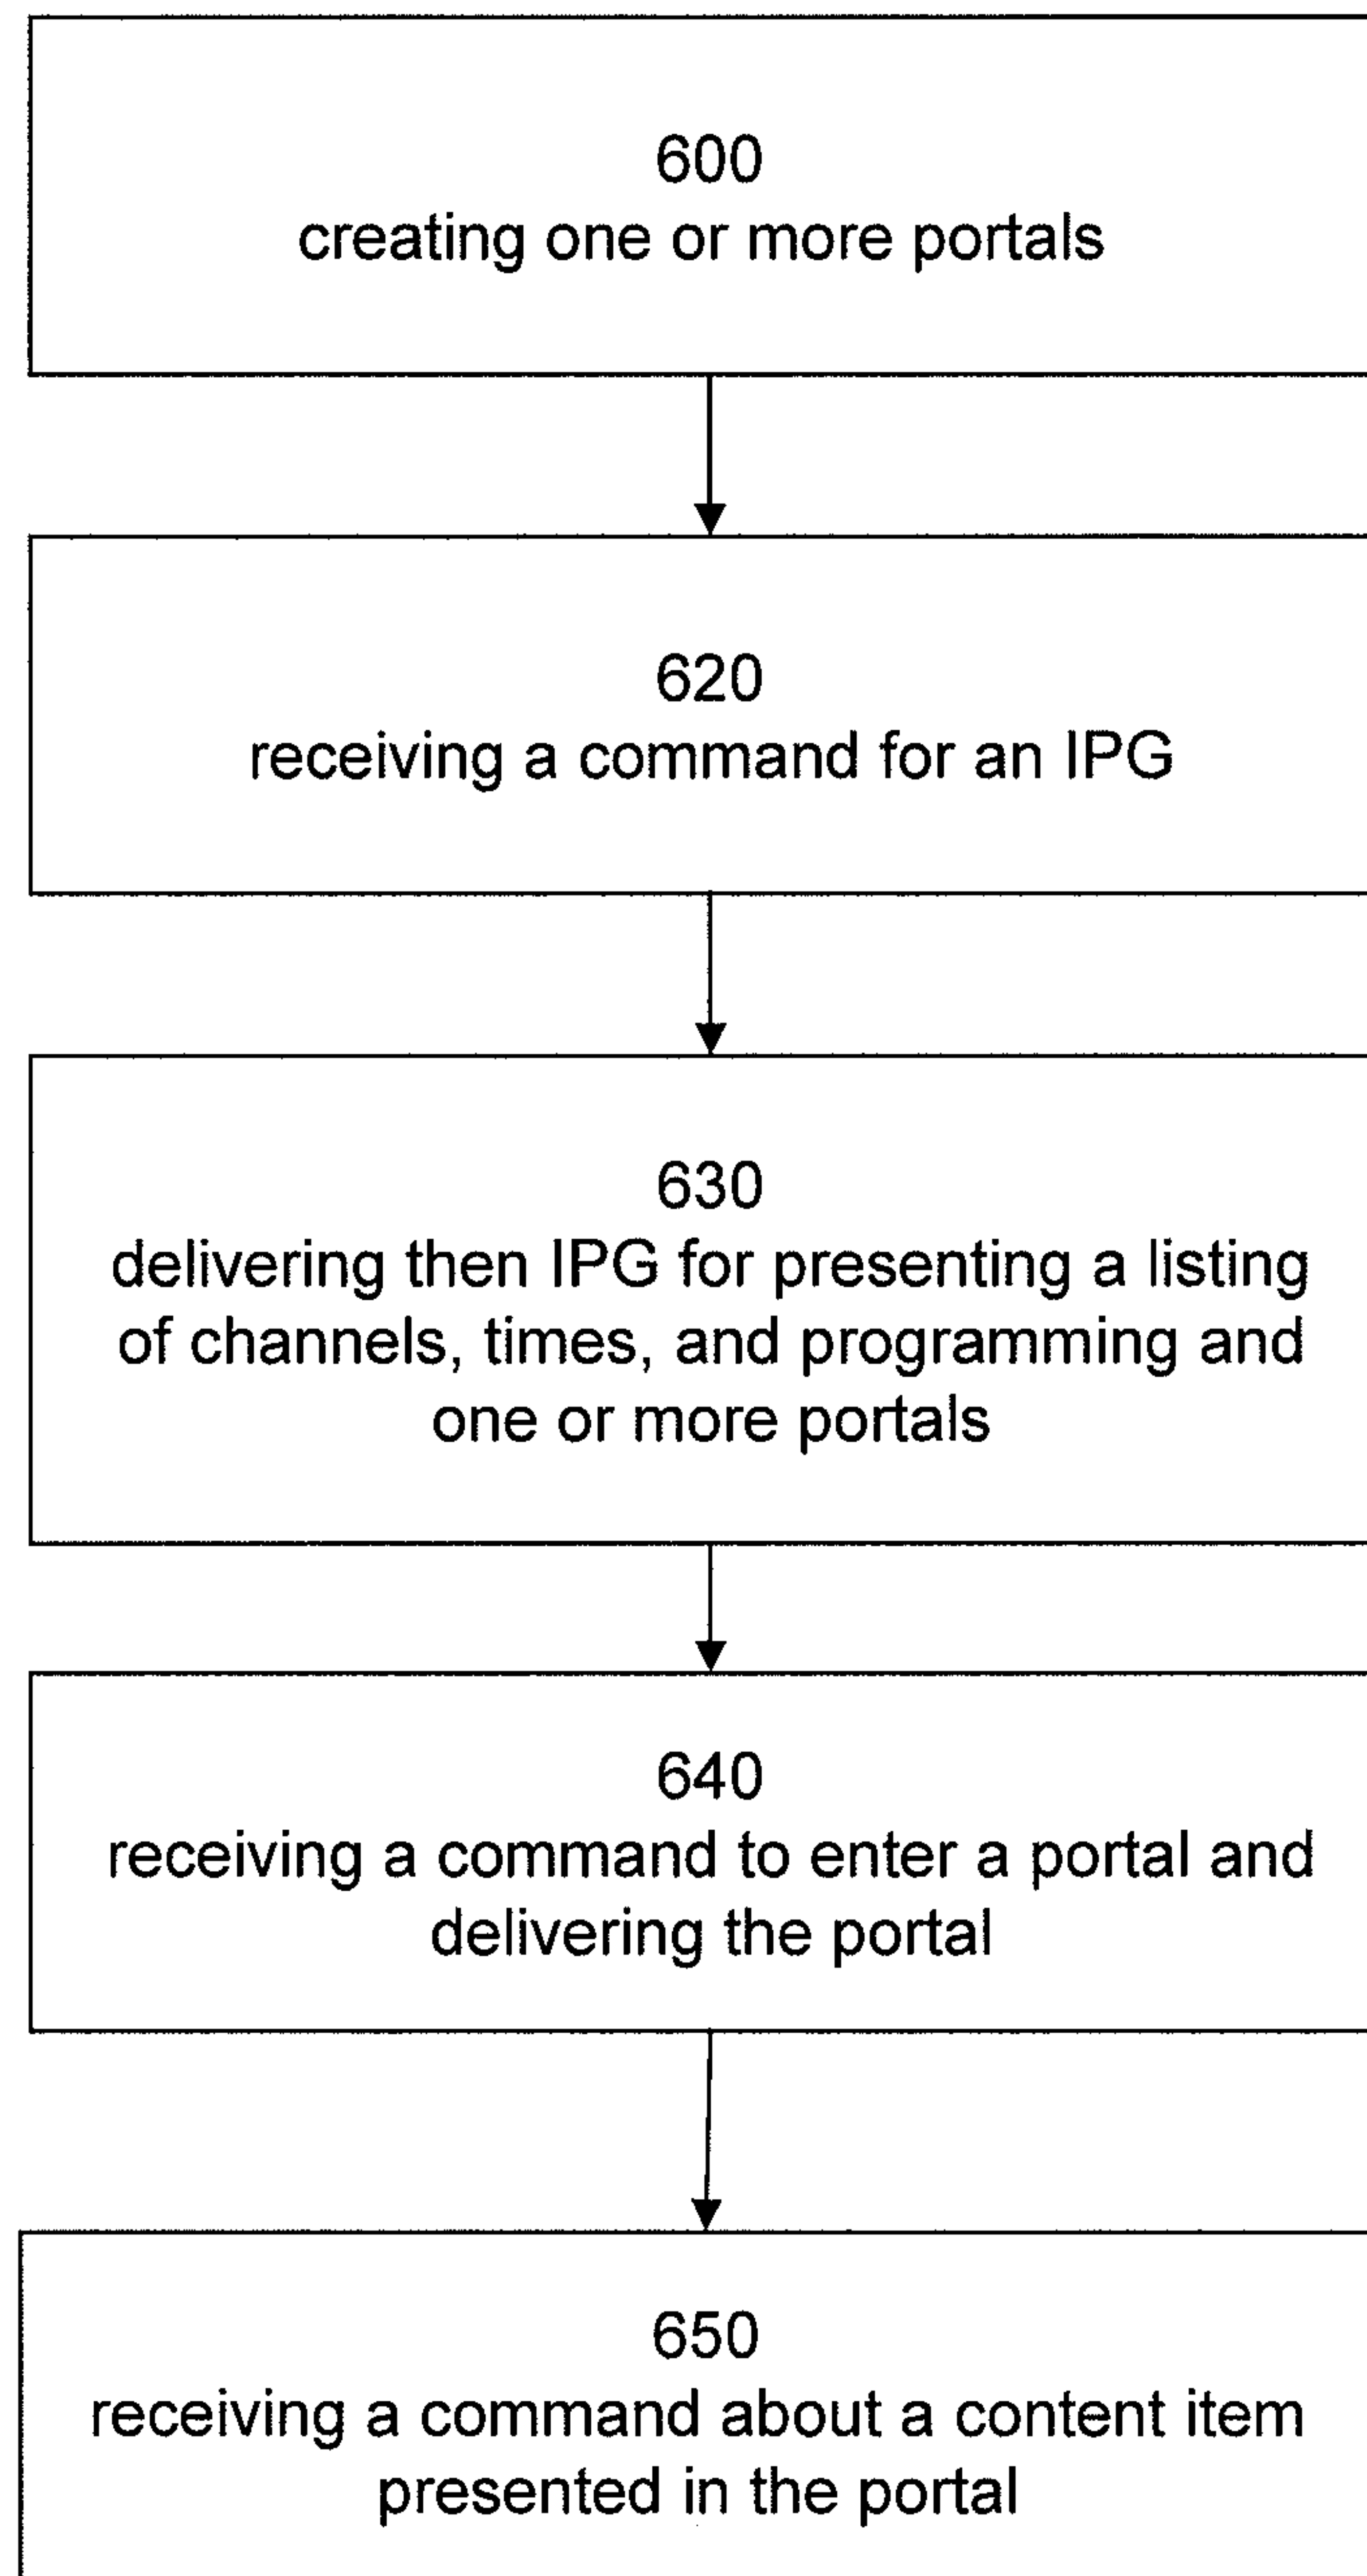 600
creating one or more portals
620
receiving a command for an IPG
630
delivering then IPG for presenting a listing
of channels, times, and programming and
one or more portals
640
receiving a command to enter a portal and
delivering the portal
650
receiving a command about a content item
presented in the portal